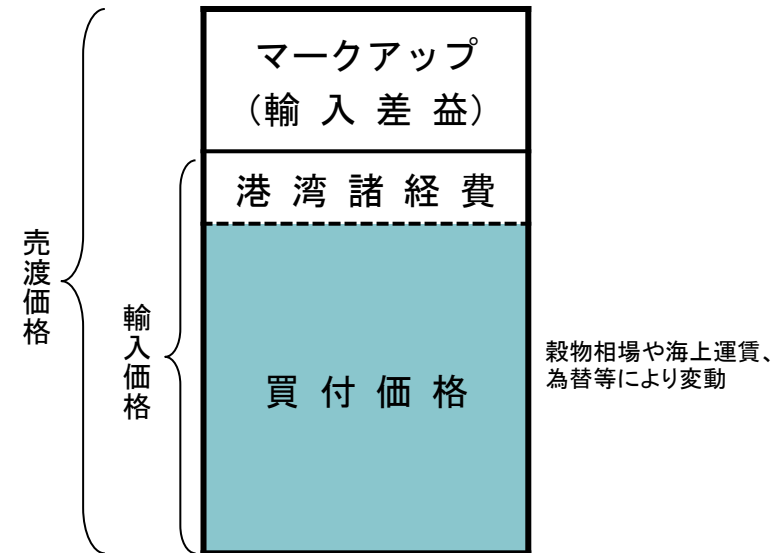 マークアップ
（輸 入 差 益）
港 湾 諸 経 費
売渡価格
輸入価格
買 付 価 格
穀物相場や海上運賃、
為替等により変動